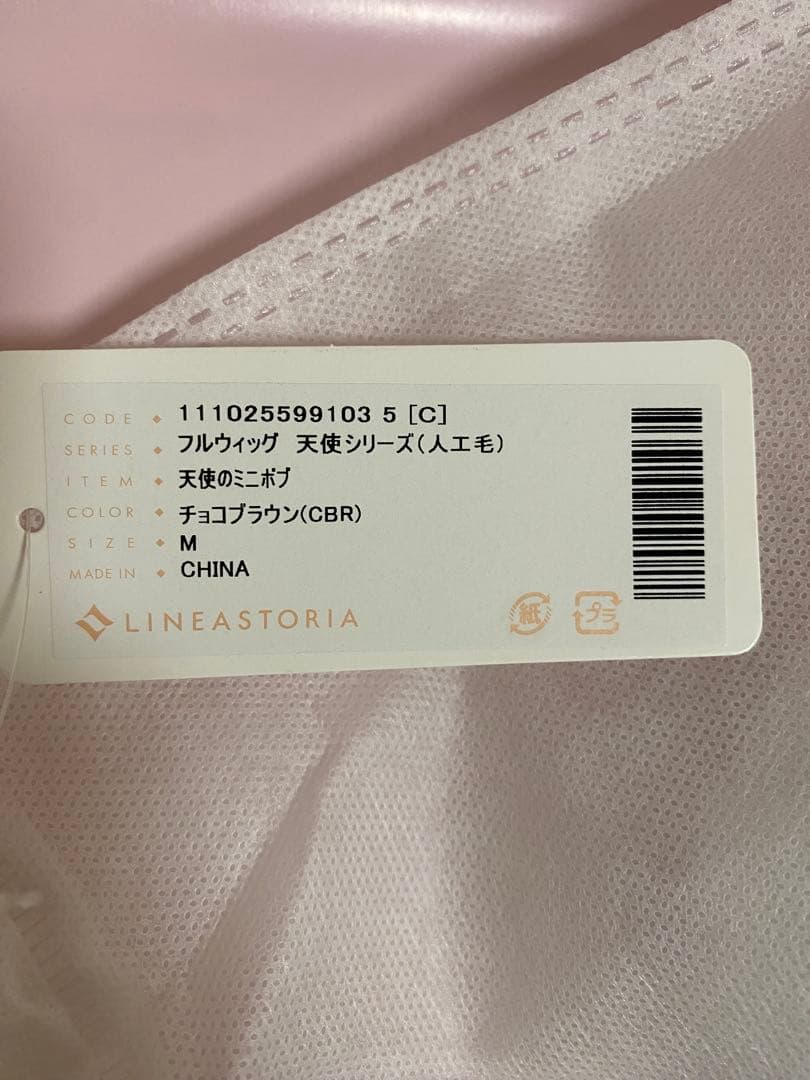 CODE ◆ 111025599103 5 [C]
SERIES ◆ フルウィッグ 天使シリーズ(人工毛)
ITEM ◆ 天使のミニボブ
COLOR ◆ チョコブラウン(CBR)
SIZE ◆ M
MADE IN ◆ CHINA
LINEASTORIA
紙 プラ